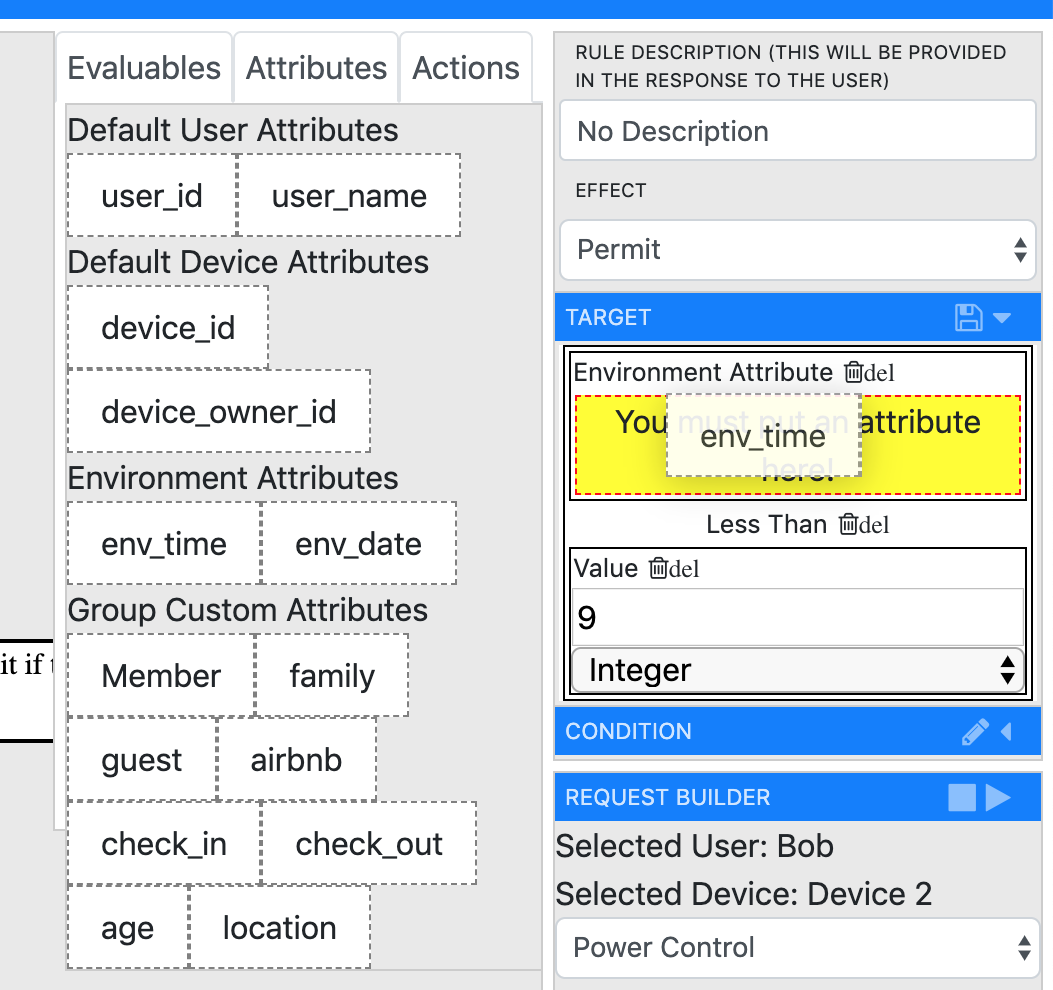 it if
Evaluables
Attributes
Actions
Default User Attributes
user_id
user_name
Default Device Attributes
device_id
device_owner_id
Environment Attributes
env_time
env_date
Group Custom Attributes
Member
family
guest
airbnb
check_in
check_out
age
location
RULE DESCRIPTION (THIS WILL BE PROVIDED
IN THE RESPONSE TO THE USER)
No Description
EFFECT
Permit
TARGET
Environment Attribute del
You must put an attribute
here!
env_time
Less Than del
Value del
9
Integer
CONDITION
REQUEST BUILDER
Selected User: Bob
Selected Device: Device 2
Power Control